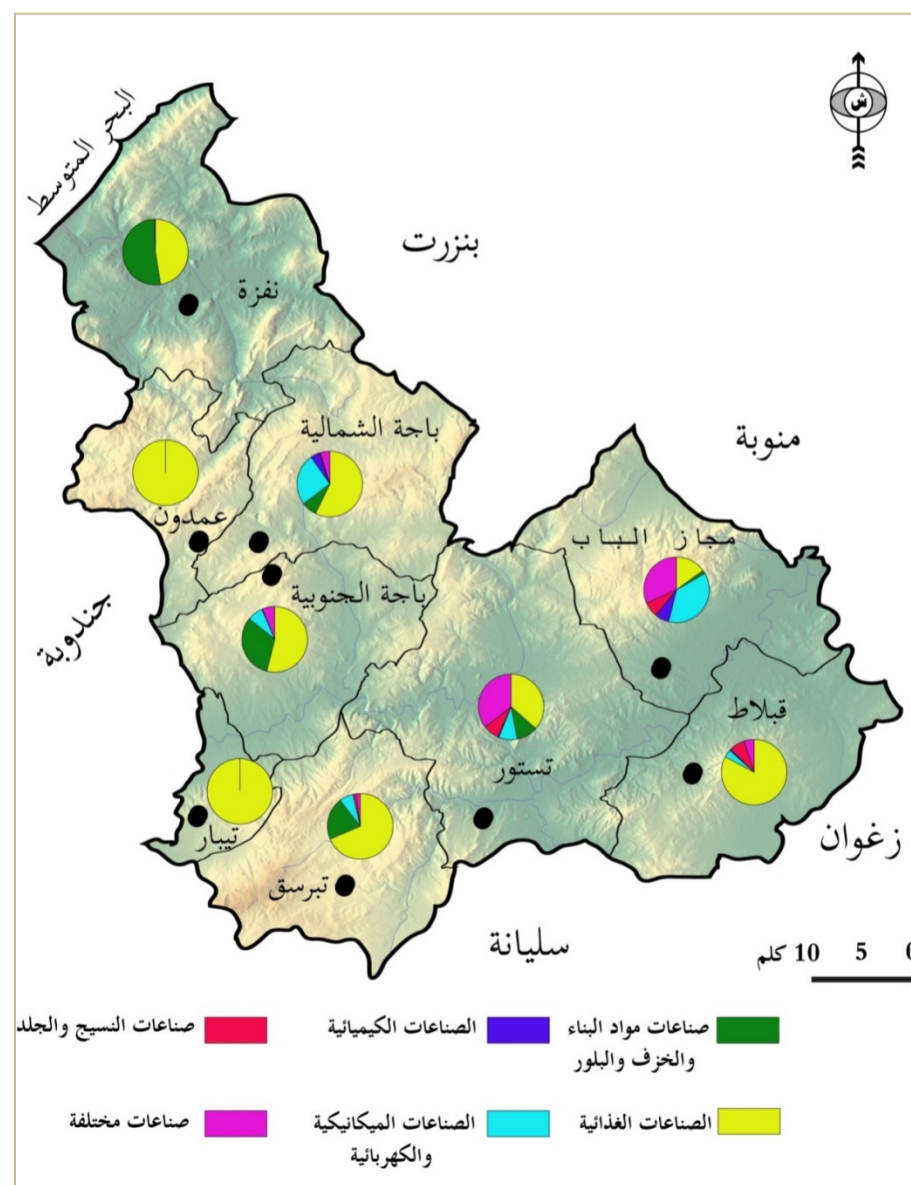 ش
البحر المتوسط
بنزرت
نفزة
باجة الشمالية
منوبة
عمدون
مجاز الباب
باجة الجنوبية
جندوبة
قبلاط
تستور
تيبار
زغوان
تبرسق
سليانة
0 5 10 كلم
صناعات مواد البناء
والخزف والبلور
الصناعات الكيميائية
صناعات النسيج والجلد
الصناعات الغذائية
الصناعات الميكانيكية
والكهربائية
صناعات مختلفة